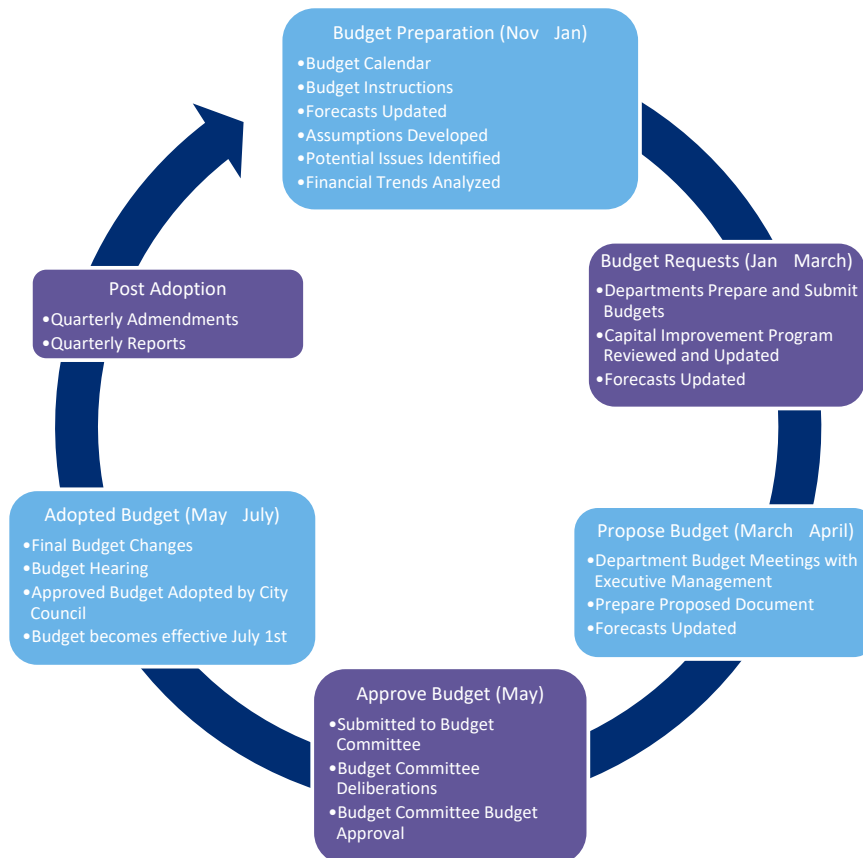 Budget Preparation (Nov Jan)
•Budget Calendar
•Budget Instructions
•Forecasts Updated
•Assumptions Developed
•Potential Issues Identified
•Financial Trends Analyzed
Budget Requests (Jan March)
•Departments Prepare and Submit
Budgets
•Capital Improvement Program
Reviewed and Updated
•Forecasts Updated
Propose Budget (March April)
•Department Budget Meetings with
Executive Management
•Prepare Proposed Document
•Forecasts Updated
Approve Budget (May)
•Submitted to Budget
Committee
•Budget Committee
Deliberations
•Budget Committee Budget
Approval
Adopted Budget (May July)
•Final Budget Changes
•Budget Hearing
•Approved Budget Adopted by City
Council
•Budget becomes effective July 1st
Post Adoption
•Quarterly Admendments
•Quarterly Reports